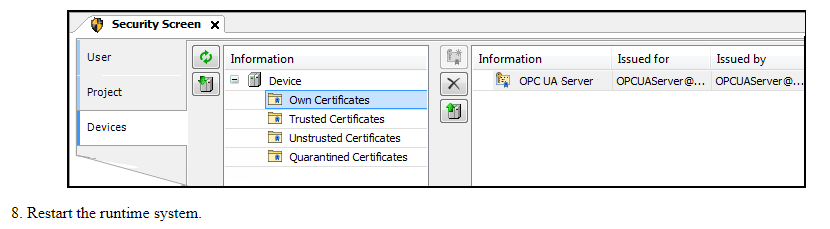 Security Screen
User
Project
Devices
Information
Device
Own Certificates
Trusted Certificates
Unstrusted Certificates
Quarantined Certificates
Information Issued for Issued by
OPC UA Server OPCUAServer@... OPCUAServer@...
8. Restart the runtime system.